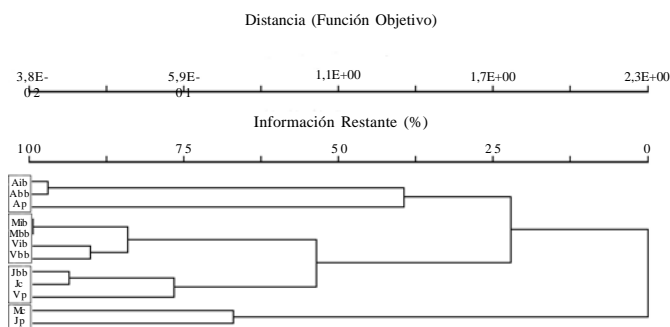 Distancia (Función Objetivo)
3,8E-02 5,9E-01 1,1E+00 1,7E+00 2,3E+00
Información Restante (%)
100 75 50 25 0
Aib
Abb
Ap
Mib
Mbb
Vib
Vbb
Jbb
Jc
Vp
Mc
Jp